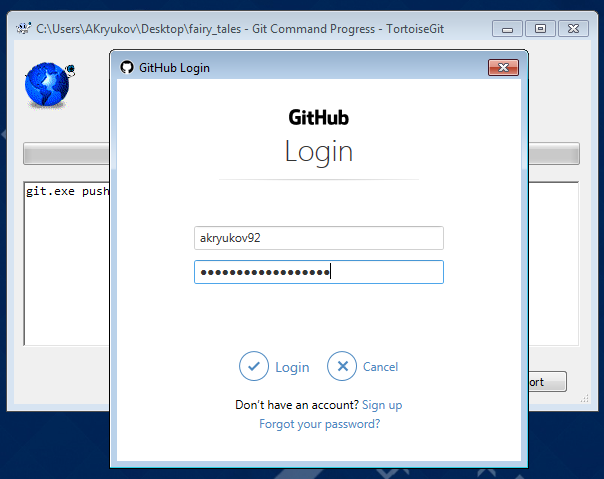 C:\Users\AKryukov\Desktop\fairy_tales - Git Command Progress - TortoiseGit
GitHub Login
GitHub
Login
git.exe push
akryukov92
●●●●●●●●●●●●●●●●●●
Login
Cancel
ort
Don't have an account? Sign up
Forgot your password?